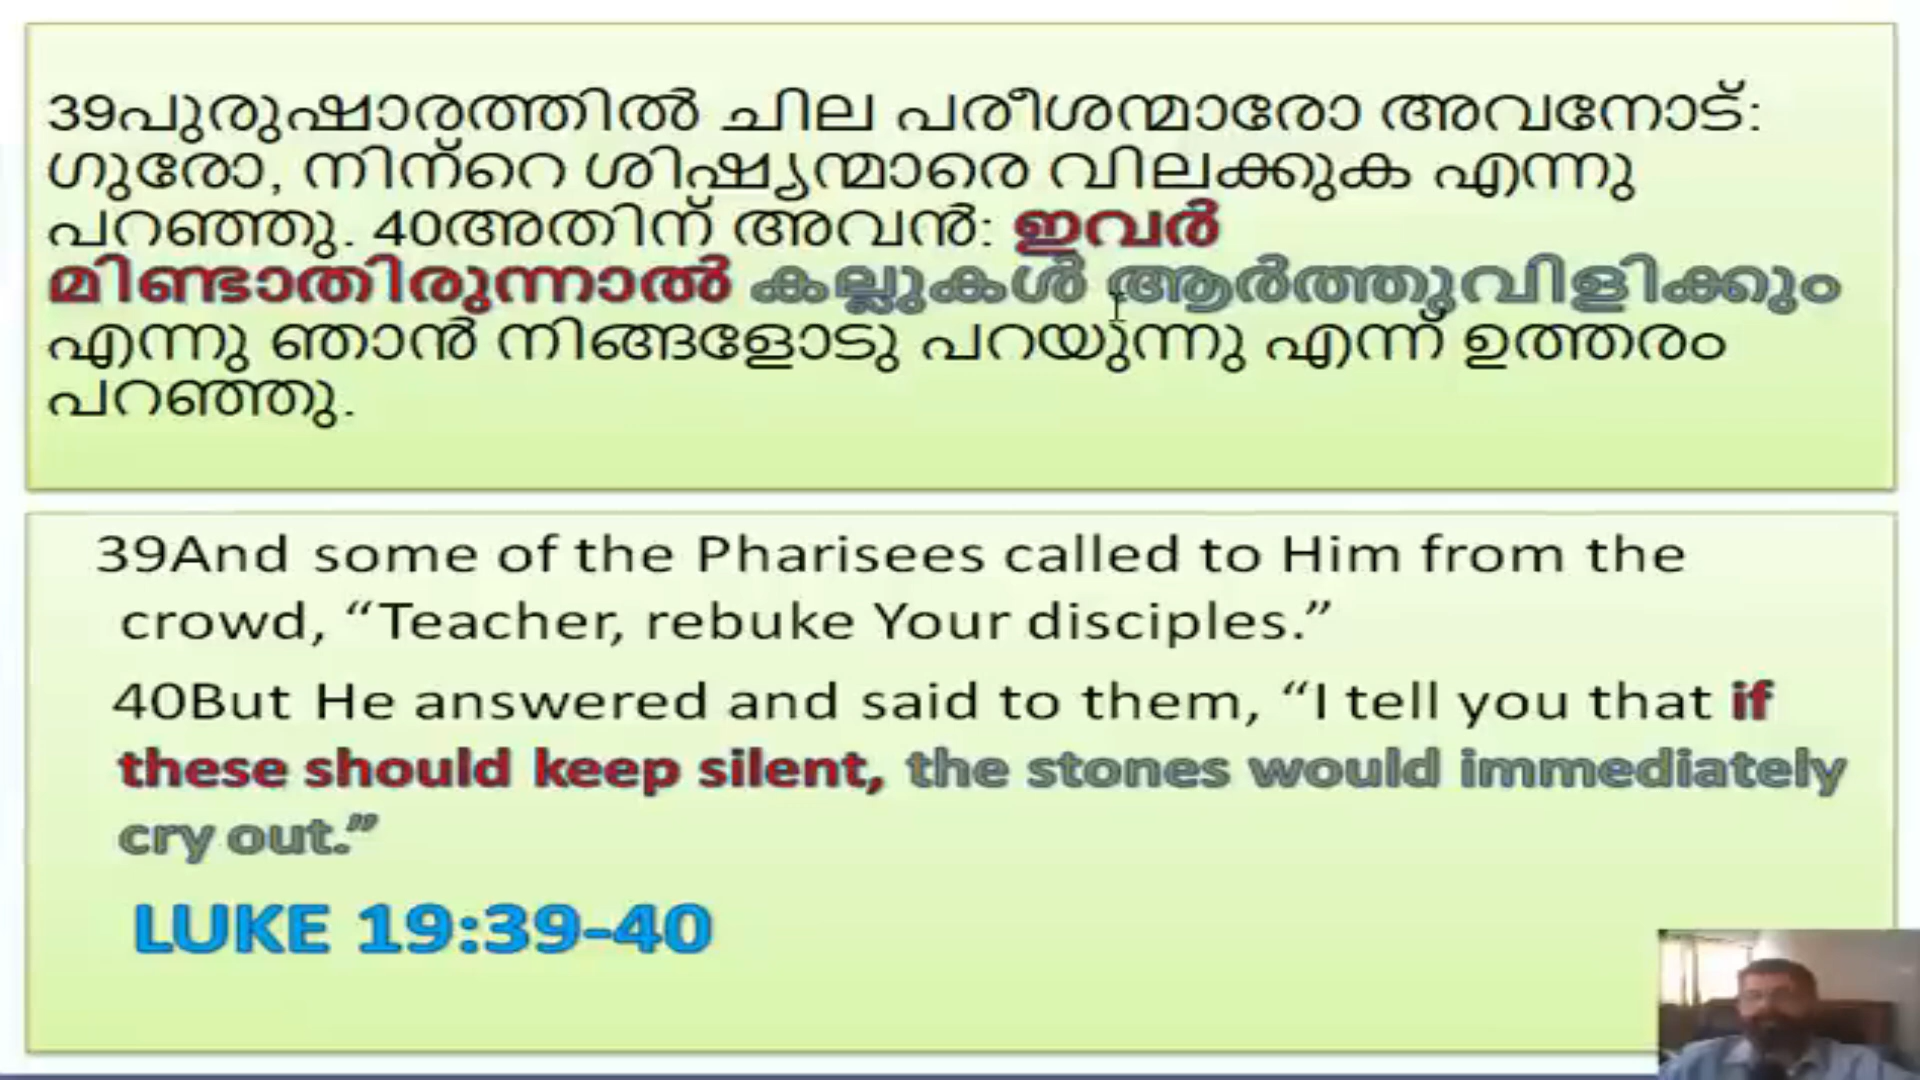 39പുരുഷാരത്തിൽ ചില പരീശന്മാരോ അവനോട്:
ഗുരോ, നിന്റെ ശിഷ്യന്മാരെ വിലക്കുക എന്നു
പറഞ്ഞു. 40അതിന് അവൻ: ഇവർ
മിണ്ടാതിരുന്നാൽ കല്ലുകൾ ആർത്തുവിളിക്കും
എന്നു ഞാൻ നിങ്ങളോടു പറയുന്നു എന്ന് ഉത്തരം
പറഞ്ഞു.
39And some of the Pharisees called to Him from the
crowd, “Teacher, rebuke Your disciples.”
40But He answered and said to them, “I tell you that if
these should keep silent, the stones would immediately
cry out.”
LUKE 19:39-40